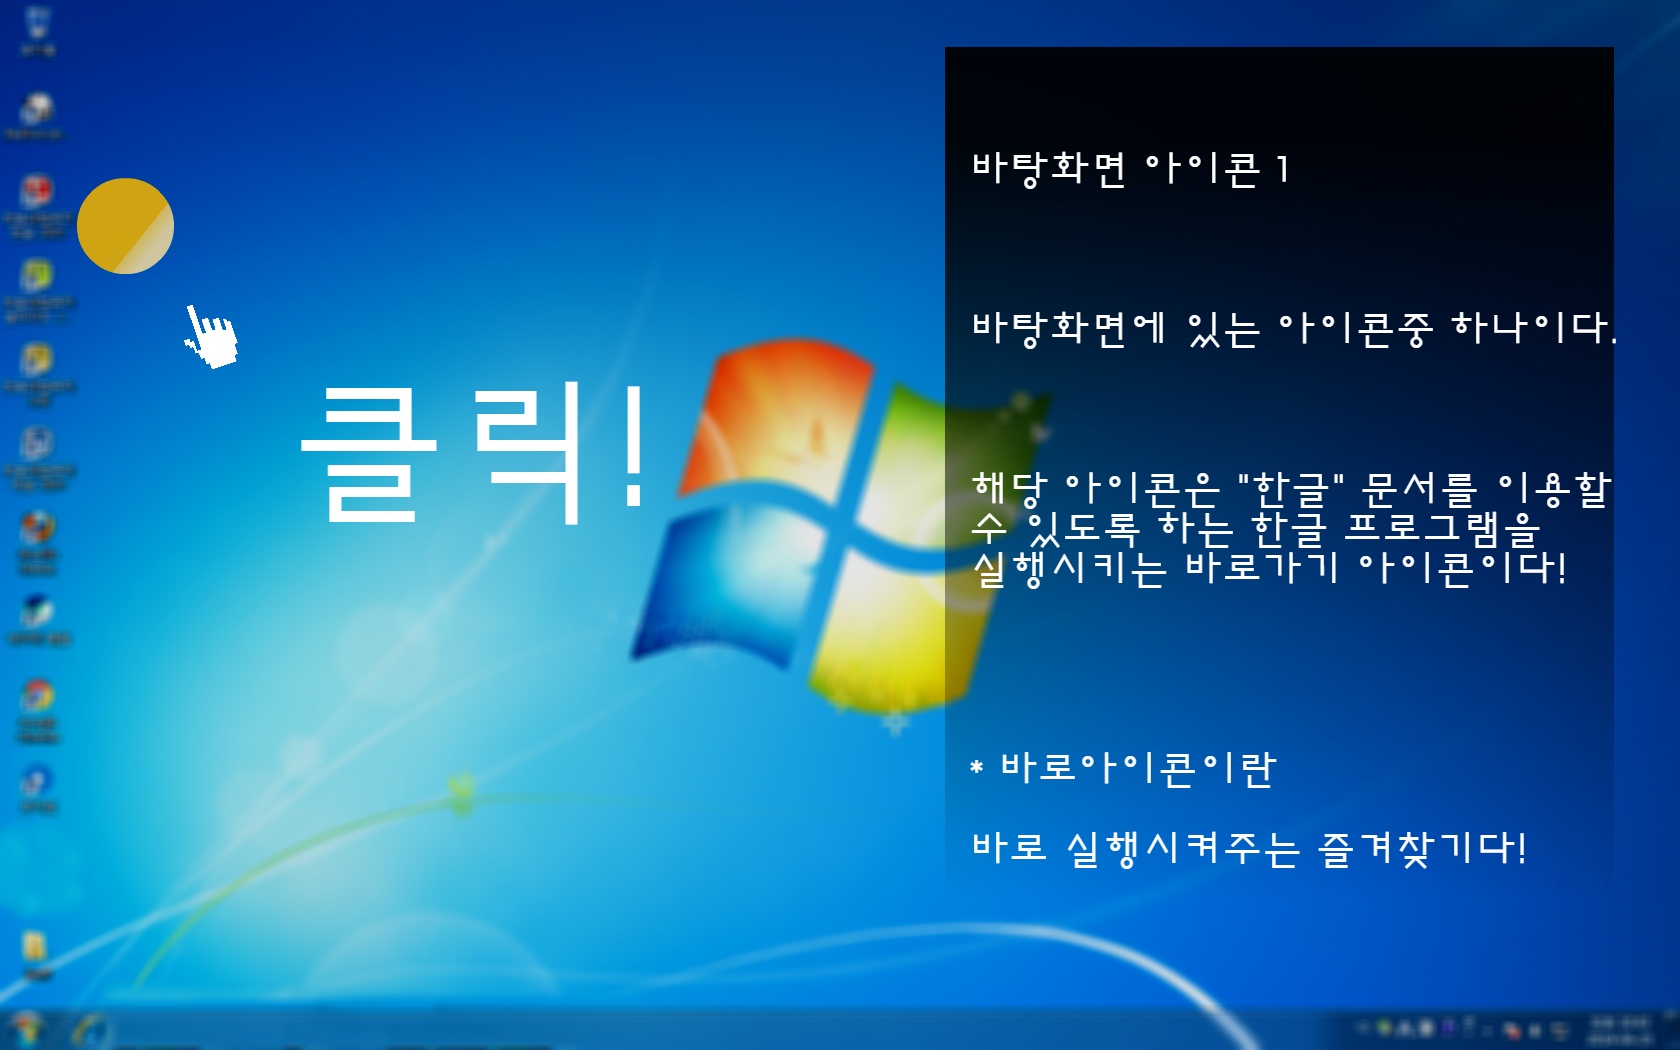 클릭!
바탕화면 아이콘 1
바탕화면에 있는 아이콘중 하나이다.
해당 아이콘은 "한글" 문서를 이용할
수 있도록 하는 한글 프로그램을
실행시키는 바로가기 아이콘이다!
* 바로아이콘이란
바로 실행시켜주는 즐겨찾기다!